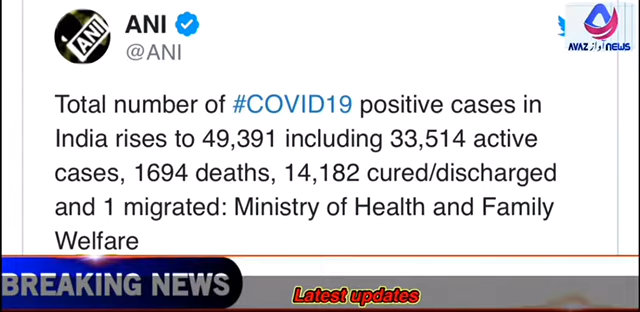 ANI
ANI
@ANI
AVAZ آواز NEWS
Total number of #COVID19 positive cases in
India rises to 49,391 including 33,514 active
cases, 1694 deaths, 14,182 cured/discharged
and 1 migrated: Ministry of Health and Family
Welfare
BREAKING NEWS
Latest updates